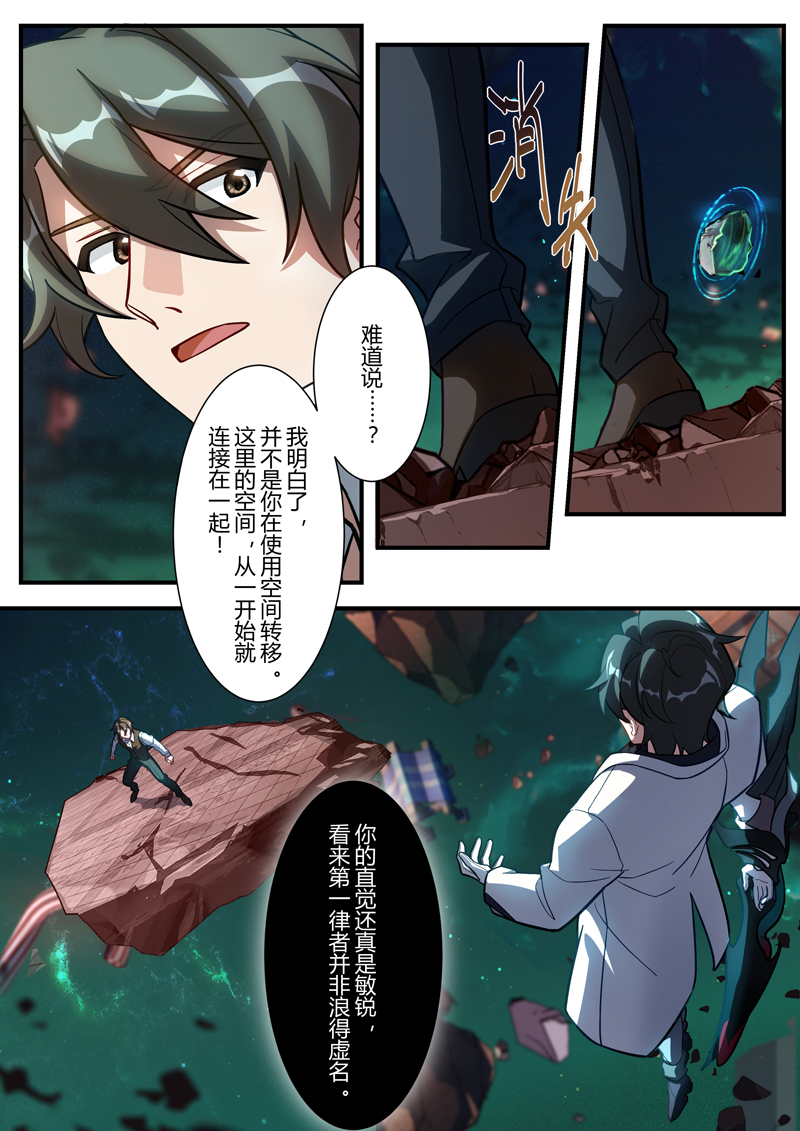 消失
难道说……？
我明白了，
并不是你在使用空间转移。
这里的空间，从一开始就
连接在一起！
你的直觉还真是敏锐，
看来第一律者并非浪得虚名。